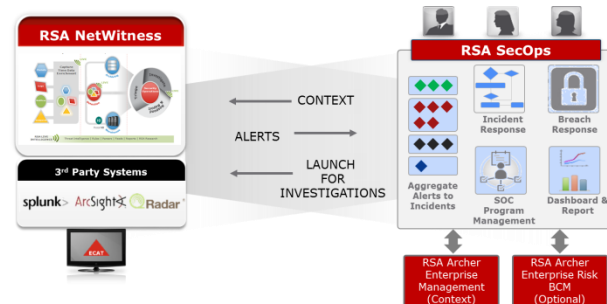 RSA NetWitness
3rd Party Systems
splunk>
ArcSight
QRadar
ECAT
CONTEXT
ALERTS
LAUNCH
FOR
INVESTIGATIONS
RSA SecOps
Aggregate
Alerts to
Incidents
Incident
Response
Breach
Response
SOC
Program
Management
Dashboard &
Report
RSA Archer
Enterprise
Management
(Context)
RSA Archer
Enterprise Risk
BCM
(Optional)